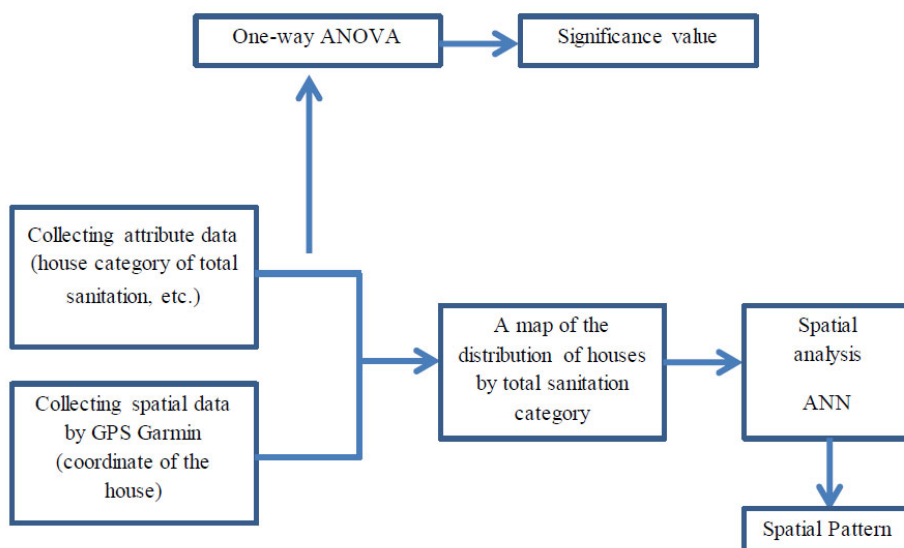 One-way ANOVA
Significance value
Collecting attribute data
(house category of total
sanitation, etc.)
Collecting spatial data
by GPS Garmin
(coordinate of the
house)
A map of the
distribution of houses
by total sanitation
category
Spatial
analysis
ANN
Spatial Pattern